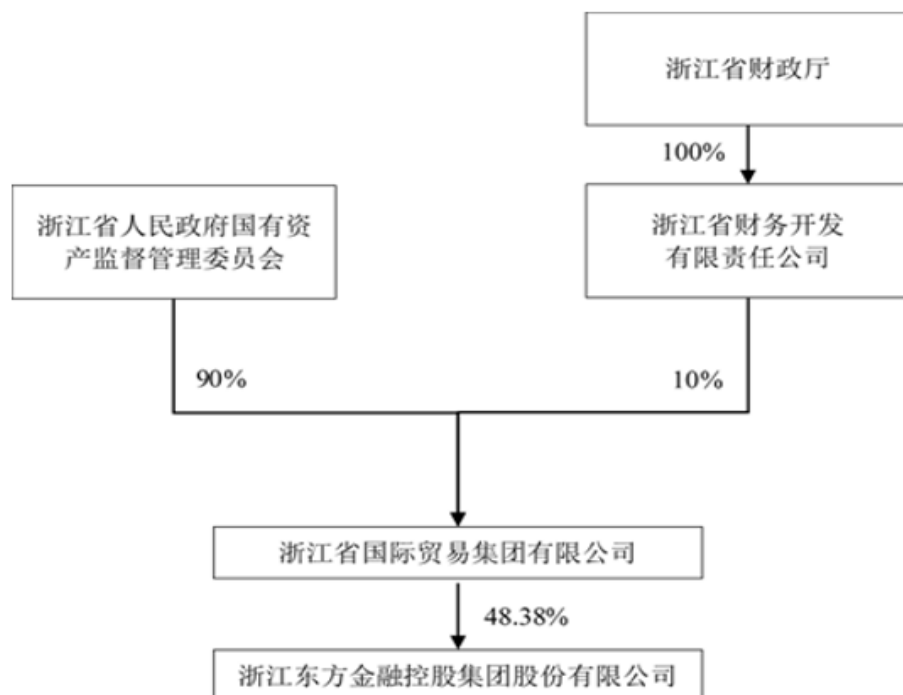 浙江省财政厅
100%
浙江省人民政府国有资
产监督管理委员会
浙江省财务开发
有限责任公司
90%
10%
浙江省国际贸易集团有限公司
48.38%
浙江东方金融控股集团股份有限公司